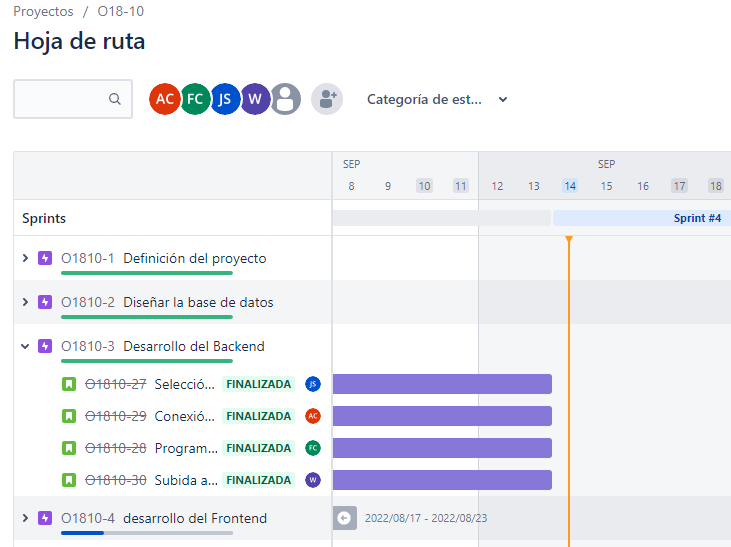 Proyectos / O18-10
Hoja de ruta
AC FC JS W Categoría de est...
SEP SEP
8 9 10 11 12 13 14 15 16 17 18
Sprints Sprint #4
O1810-1 Definición del proyecto
O1810-2 Diseñar la base de datos
O1810-3 Desarrollo del Backend
O1810-27 Selecció... FINALIZADA JS
O1810-29 Conexió... FINALIZADA AC
O1810-28 Program... FINALIZADA FC
O1810-30 Subida a... FINALIZADA W
O1810-4 desarrollo del Frontend 2022/08/17 - 2022/08/23